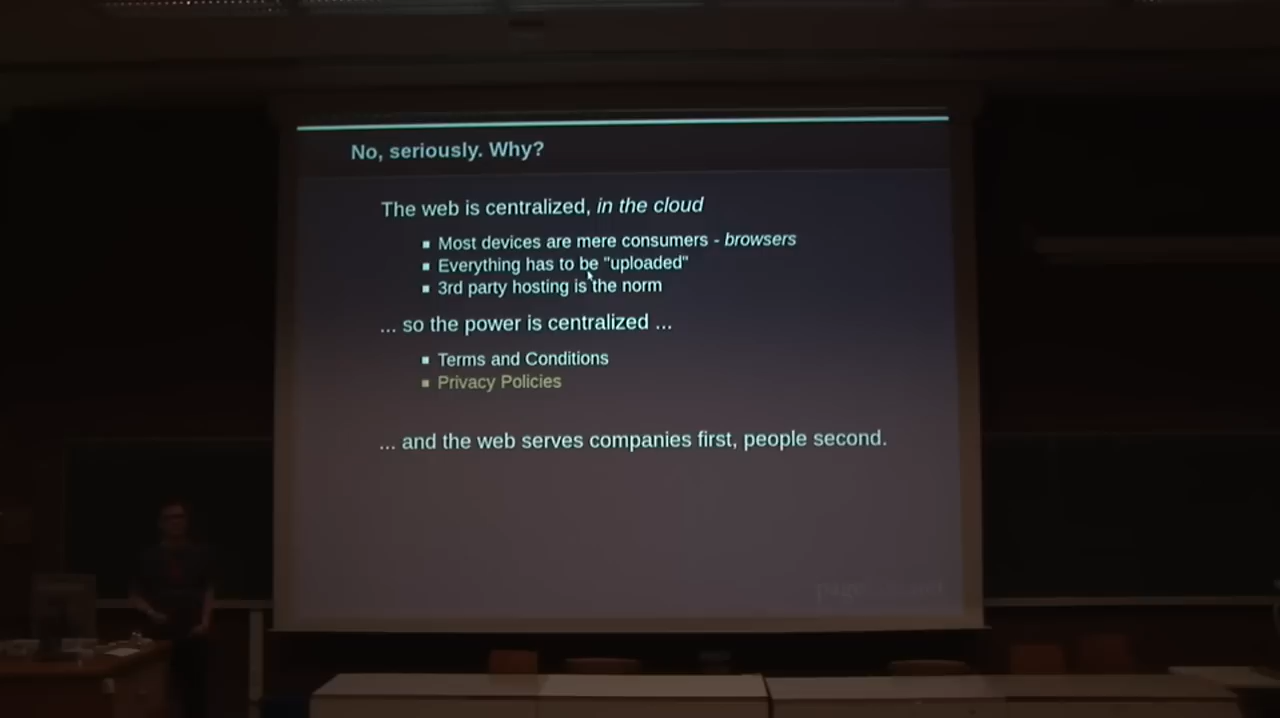 No, seriously. Why?
The web is centralized, in the cloud
Most devices are mere consumers - browsers
Everything has to be "uploaded"
3rd party hosting is the norm
... so the power is centralized ...
Terms and Conditions
Privacy Policies
... and the web serves companies first, people second.